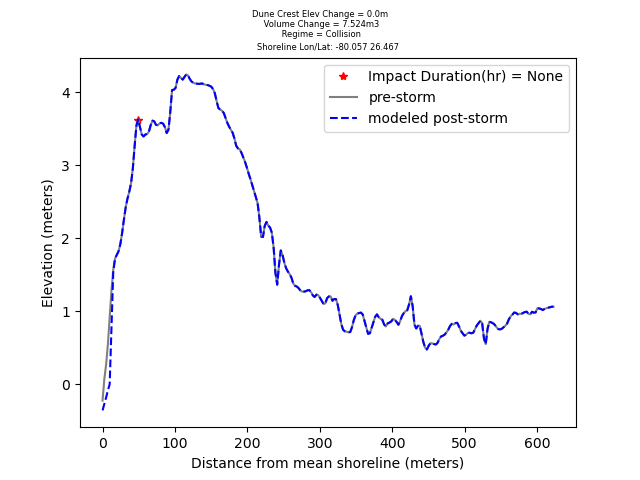 Dune Crest Elev Change = 0.0m
Volume Change = 7.524m3
Regime = Collision
Shoreline Lon/Lat: -80.057 26.467
Impact Duration(hr) = None
pre-storm
modeled post-storm
Elevation (meters)
4
3
2
1
0
0 100 200 300 400 500 600
Distance from mean shoreline (meters)